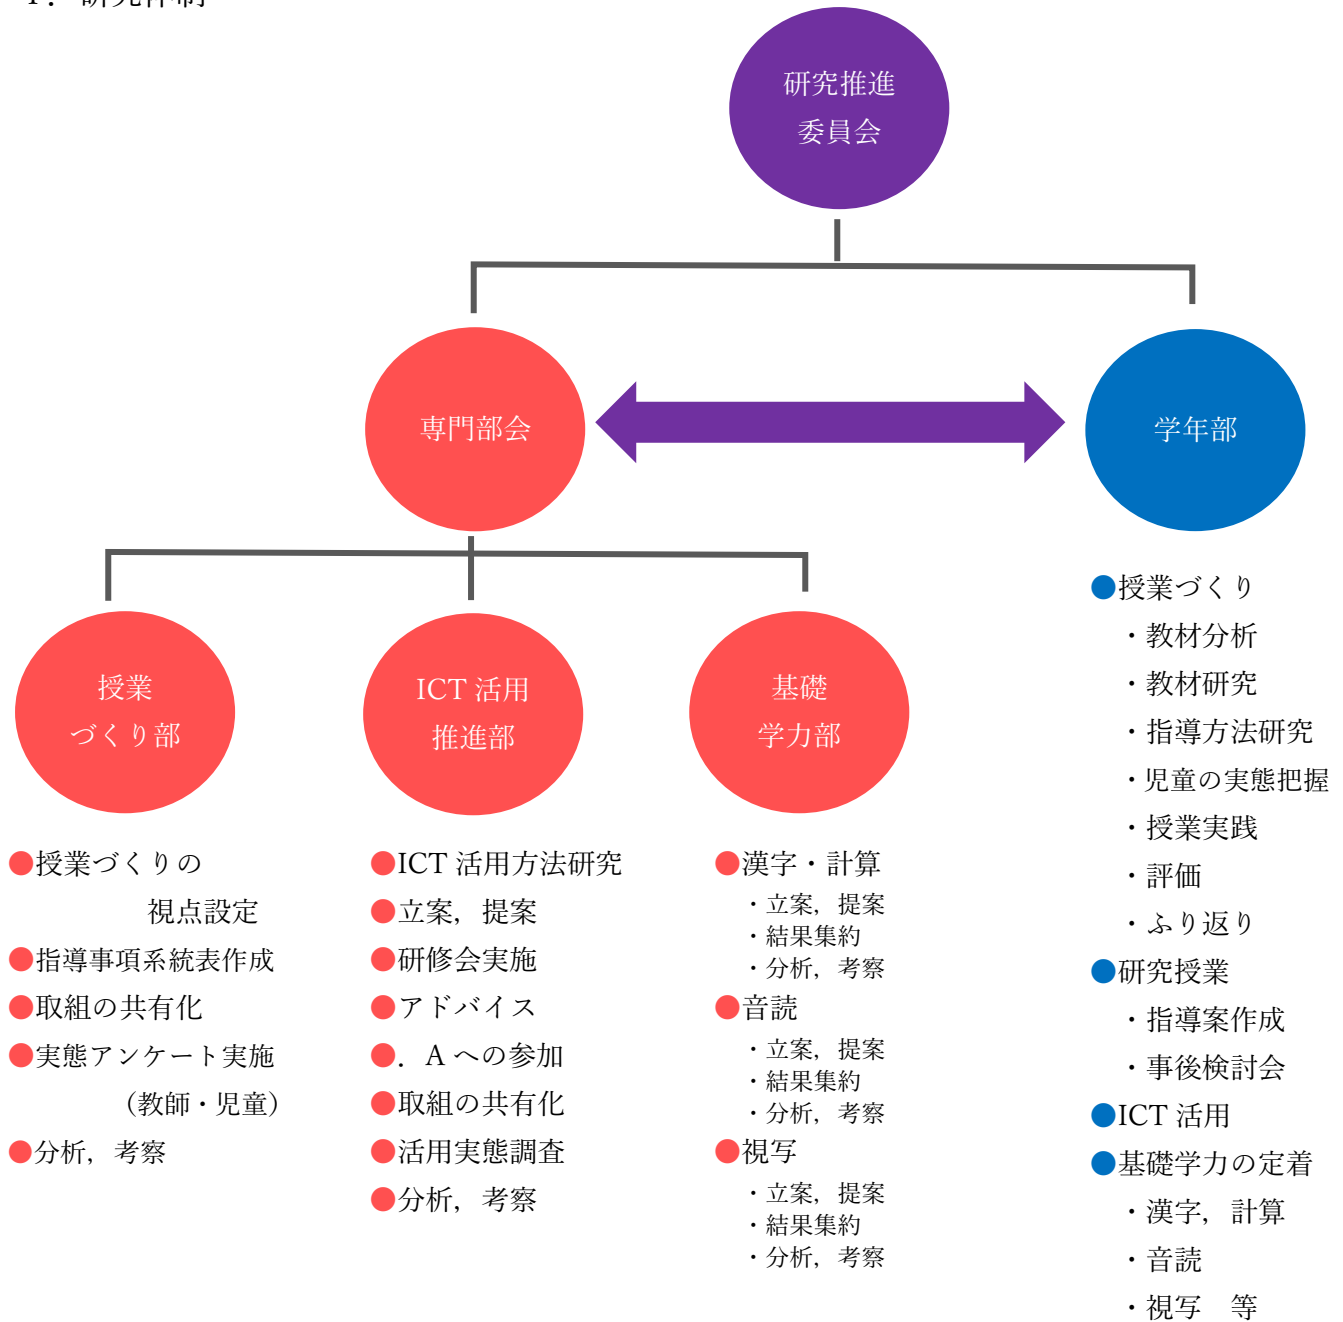 研究推進
委員会
専門部会
学年部
授業
づくり部
ICT 活用
推進部
基礎
学力部
●授業づくりの
視点設定
●指導事項系統表作成
●取組の共有化
●実態アンケート実施
（教師・児童）
●分析，考察
●ICT 活用方法研究
●立案，提案
●研修会実施
●アドバイス
●．A への参加
●取組の共有化
●活用実態調査
●分析，考察
●漢字・計算
・立案，提案
・結果集約
・分析，考察
●音読
・立案，提案
・結果集約
・分析，考察
●視写
・立案，提案
・結果集約
・分析，考察
●授業づくり
・教材分析
・教材研究
・指導方法研究
・児童の実態把握
・授業実践
・評価
・ふり返り
●研究授業
・指導案作成
・事後検討会
●ICT 活用
●基礎学力の定着
・漢字，計算
・音読
・視写　等